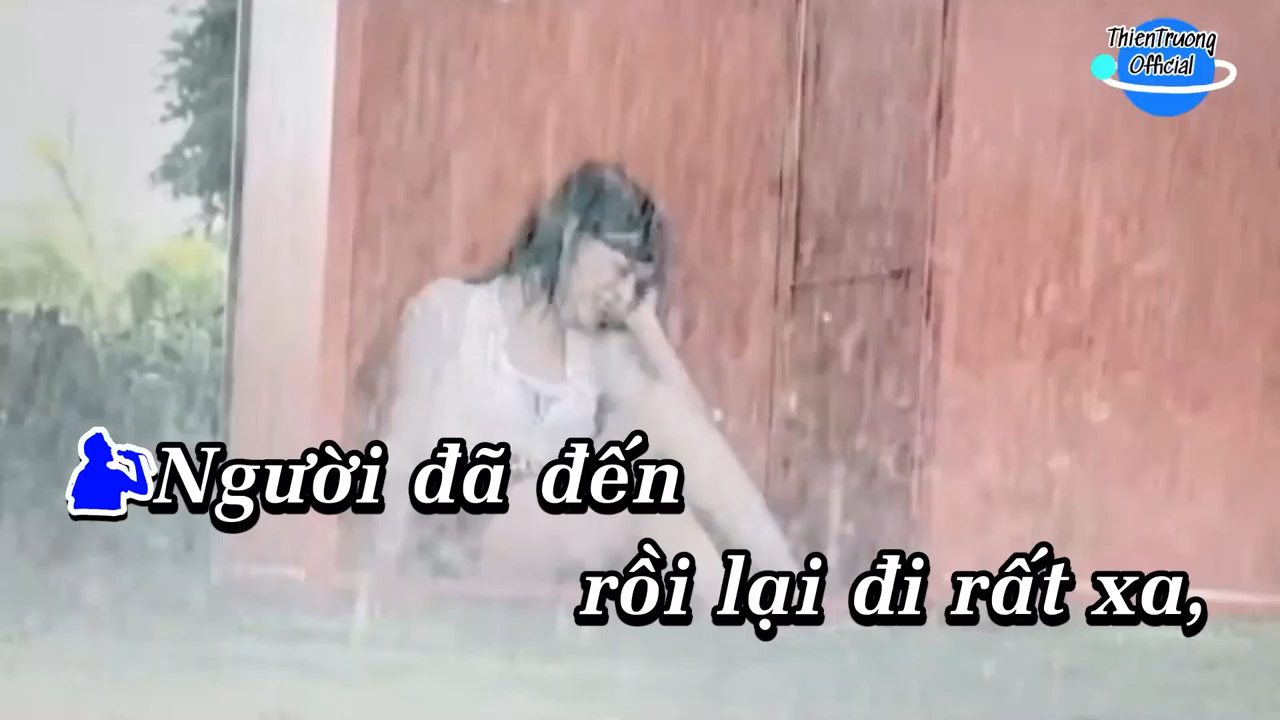 ThienTruong
Official
Người đã đến
rồi lại đi rất xa,